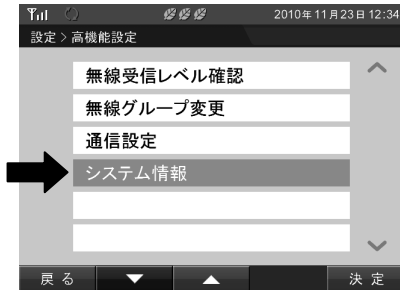 2010年11月23日 12:34
設定 > 高機能設定
無線受信レベル確認
無線グループ変更
通信設定
システム情報
戻る ▼ ▲ 決定